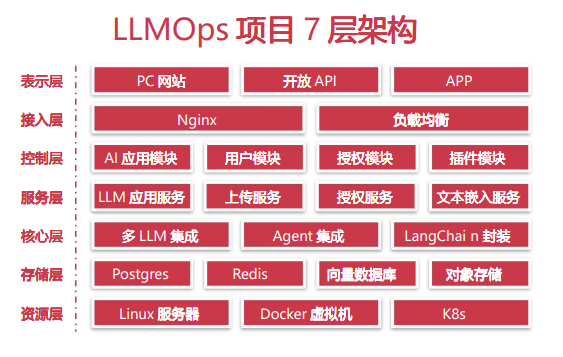 LLMOps 项目 7 层架构
表示层 PC 网站 开放 API APP
接入层 Nginx 负载均衡
控制层 AI 应用模块 用户模块 授权模块 插件模块
服务层 LLM 应用服务 上传服务 授权服务 文本嵌入服务
核心层 多 LLM 集成 Agent 集成 LangChai n 封装
存储层 Postgres Redis 向量数据库 对象存储
资源层 Linux 服务器 Docker 虚拟机 K8s